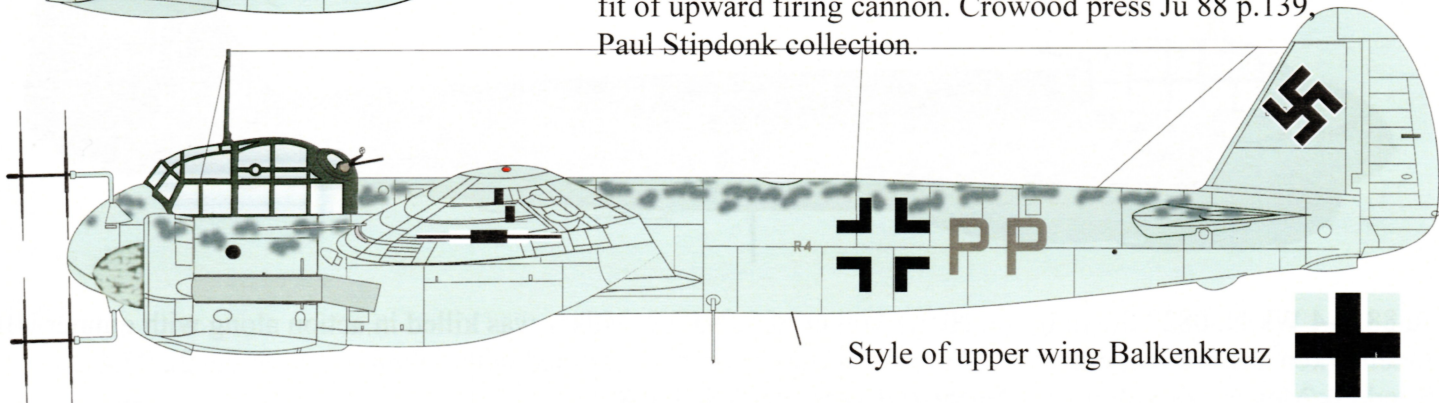 fit of upward firing cannon. Crowood press Ju 88 p.139,
Paul Stipdonk collection.
R4 PP
Style of upper wing Balkenkreuz